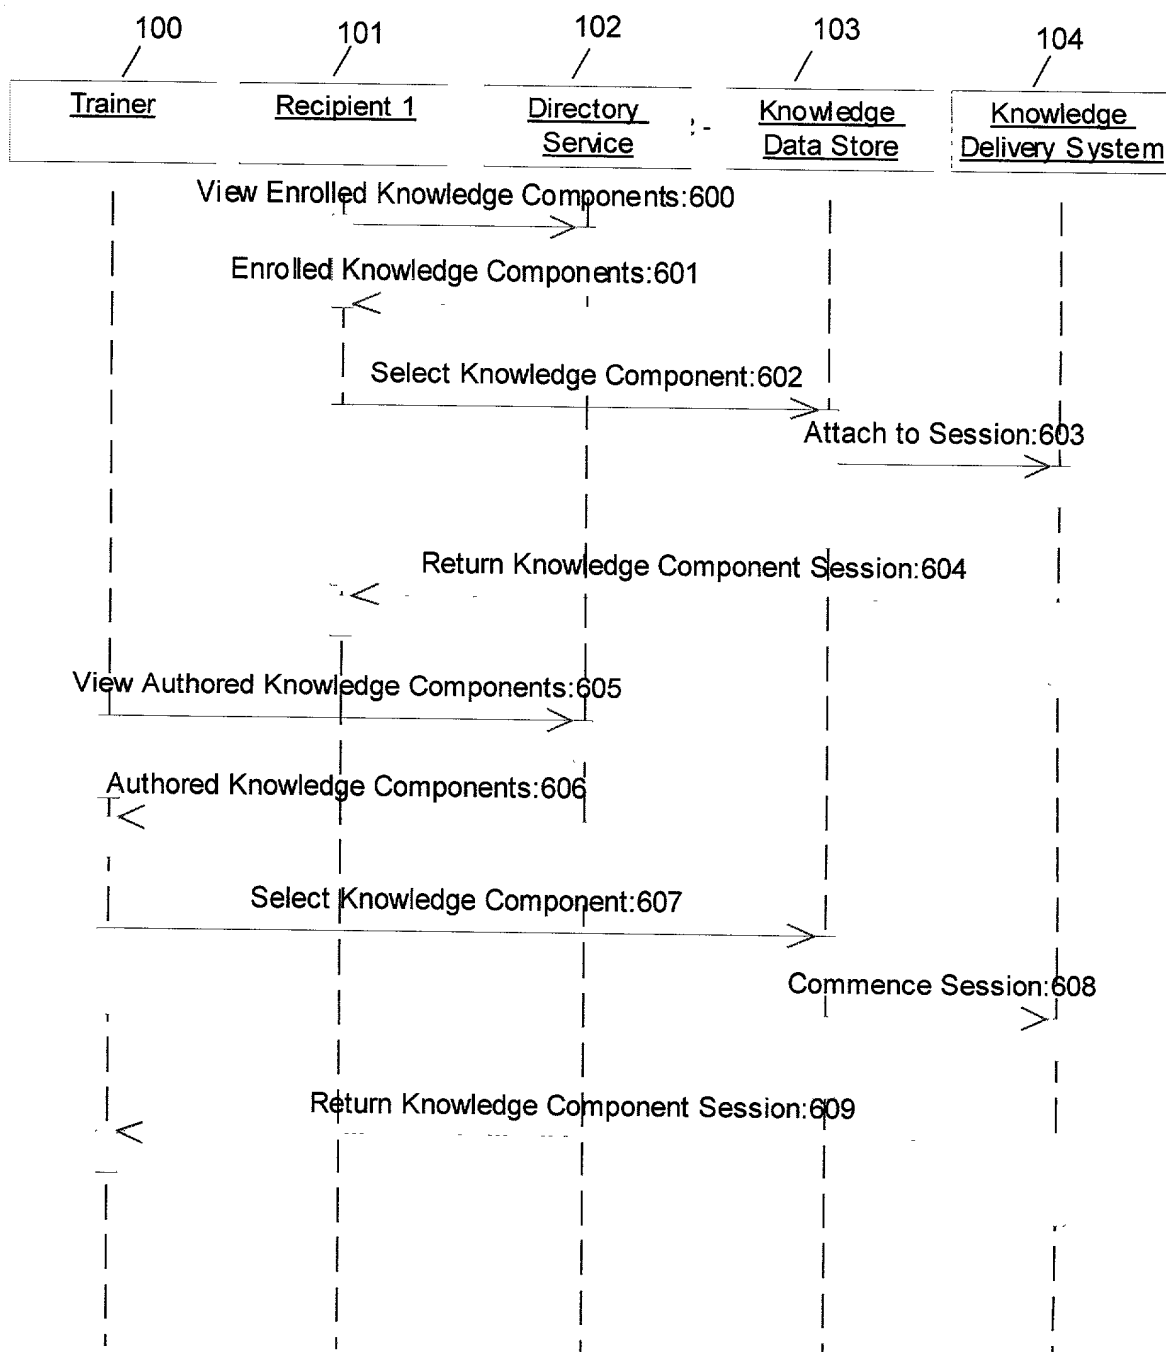 100
101
102
103
104
Trainer
Recipient 1
Directory
Service
Knowledge
Data Store
Knowledge
Delivery System
View Enrolled Knowledge Components:600
Enrolled Knowledge Components:601
Select Knowledge Component:602
Attach to Session:603
Return Knowledge Component Session:604
View Authored Knowledge Components:605
Authored Knowledge Components:606
Select Knowledge Component:607
Commence Session:608
Return Knowledge Component Session:609